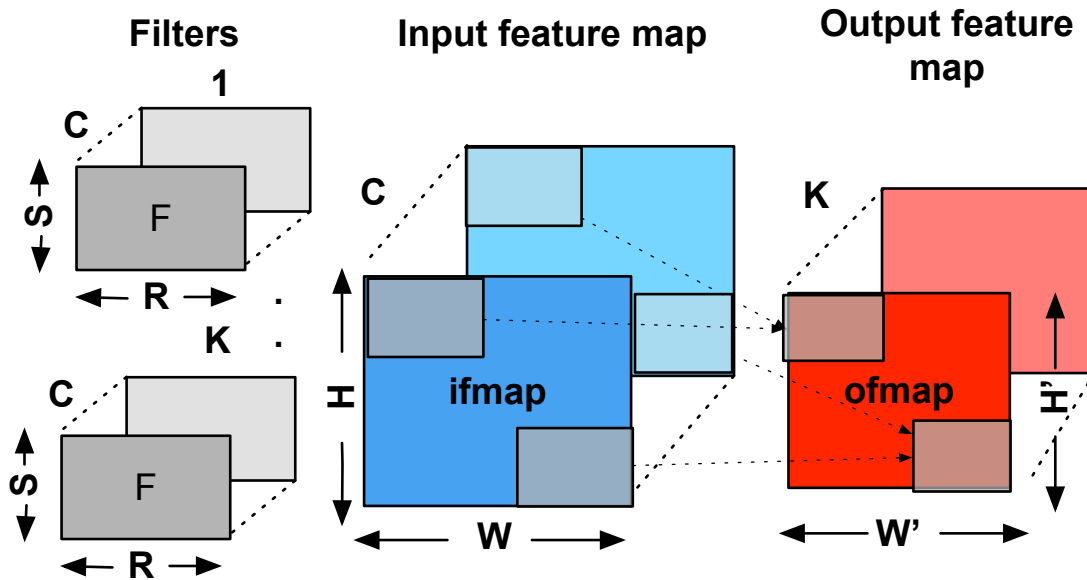 Filters
Input feature map
Output feature
map
1
C
S
F
R
.
K
.
C
S
F
R
C
H
ifmap
W
K
ofmap
H'
W'